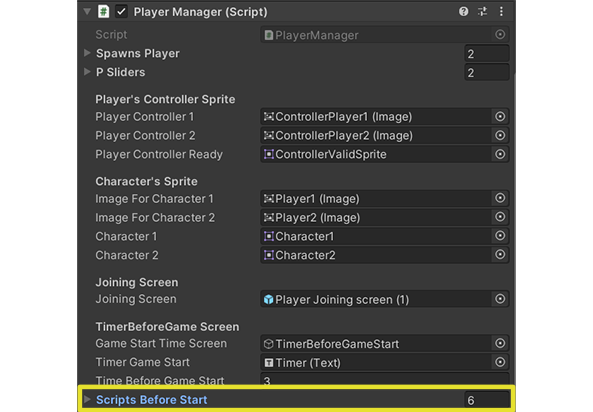 Player Manager (Script)
Script PlayerManager
Spawns Player 2
P Sliders 2
Player's Controller Sprite
Player Controller 1 ControllerPlayer1 (Image)
Player Controller 2 ControllerPlayer2 (Image)
Player Controller Ready ControllerValidSprite
Character's Sprite
Image For Character 1 Player1 (Image)
Image For Character 2 Player2 (Image)
Character 1 Character1
Character 2 Character2
Joining Screen
Joining Screen Player Joining screen (1)
TimerBeforeGame Screen
Game Start Time Screen TimerBeforeGameStart
Timer Game Start Timer (Text)
Time Before Game Start 3
Scripts Before Start 6